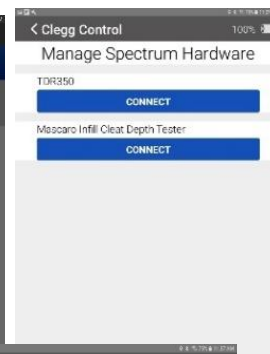 < Clegg Control 100%
Manage Spectrum Hardware
TDR350
CONNECT
Mascaro Infill Cleat Depth Tester
CONNECT